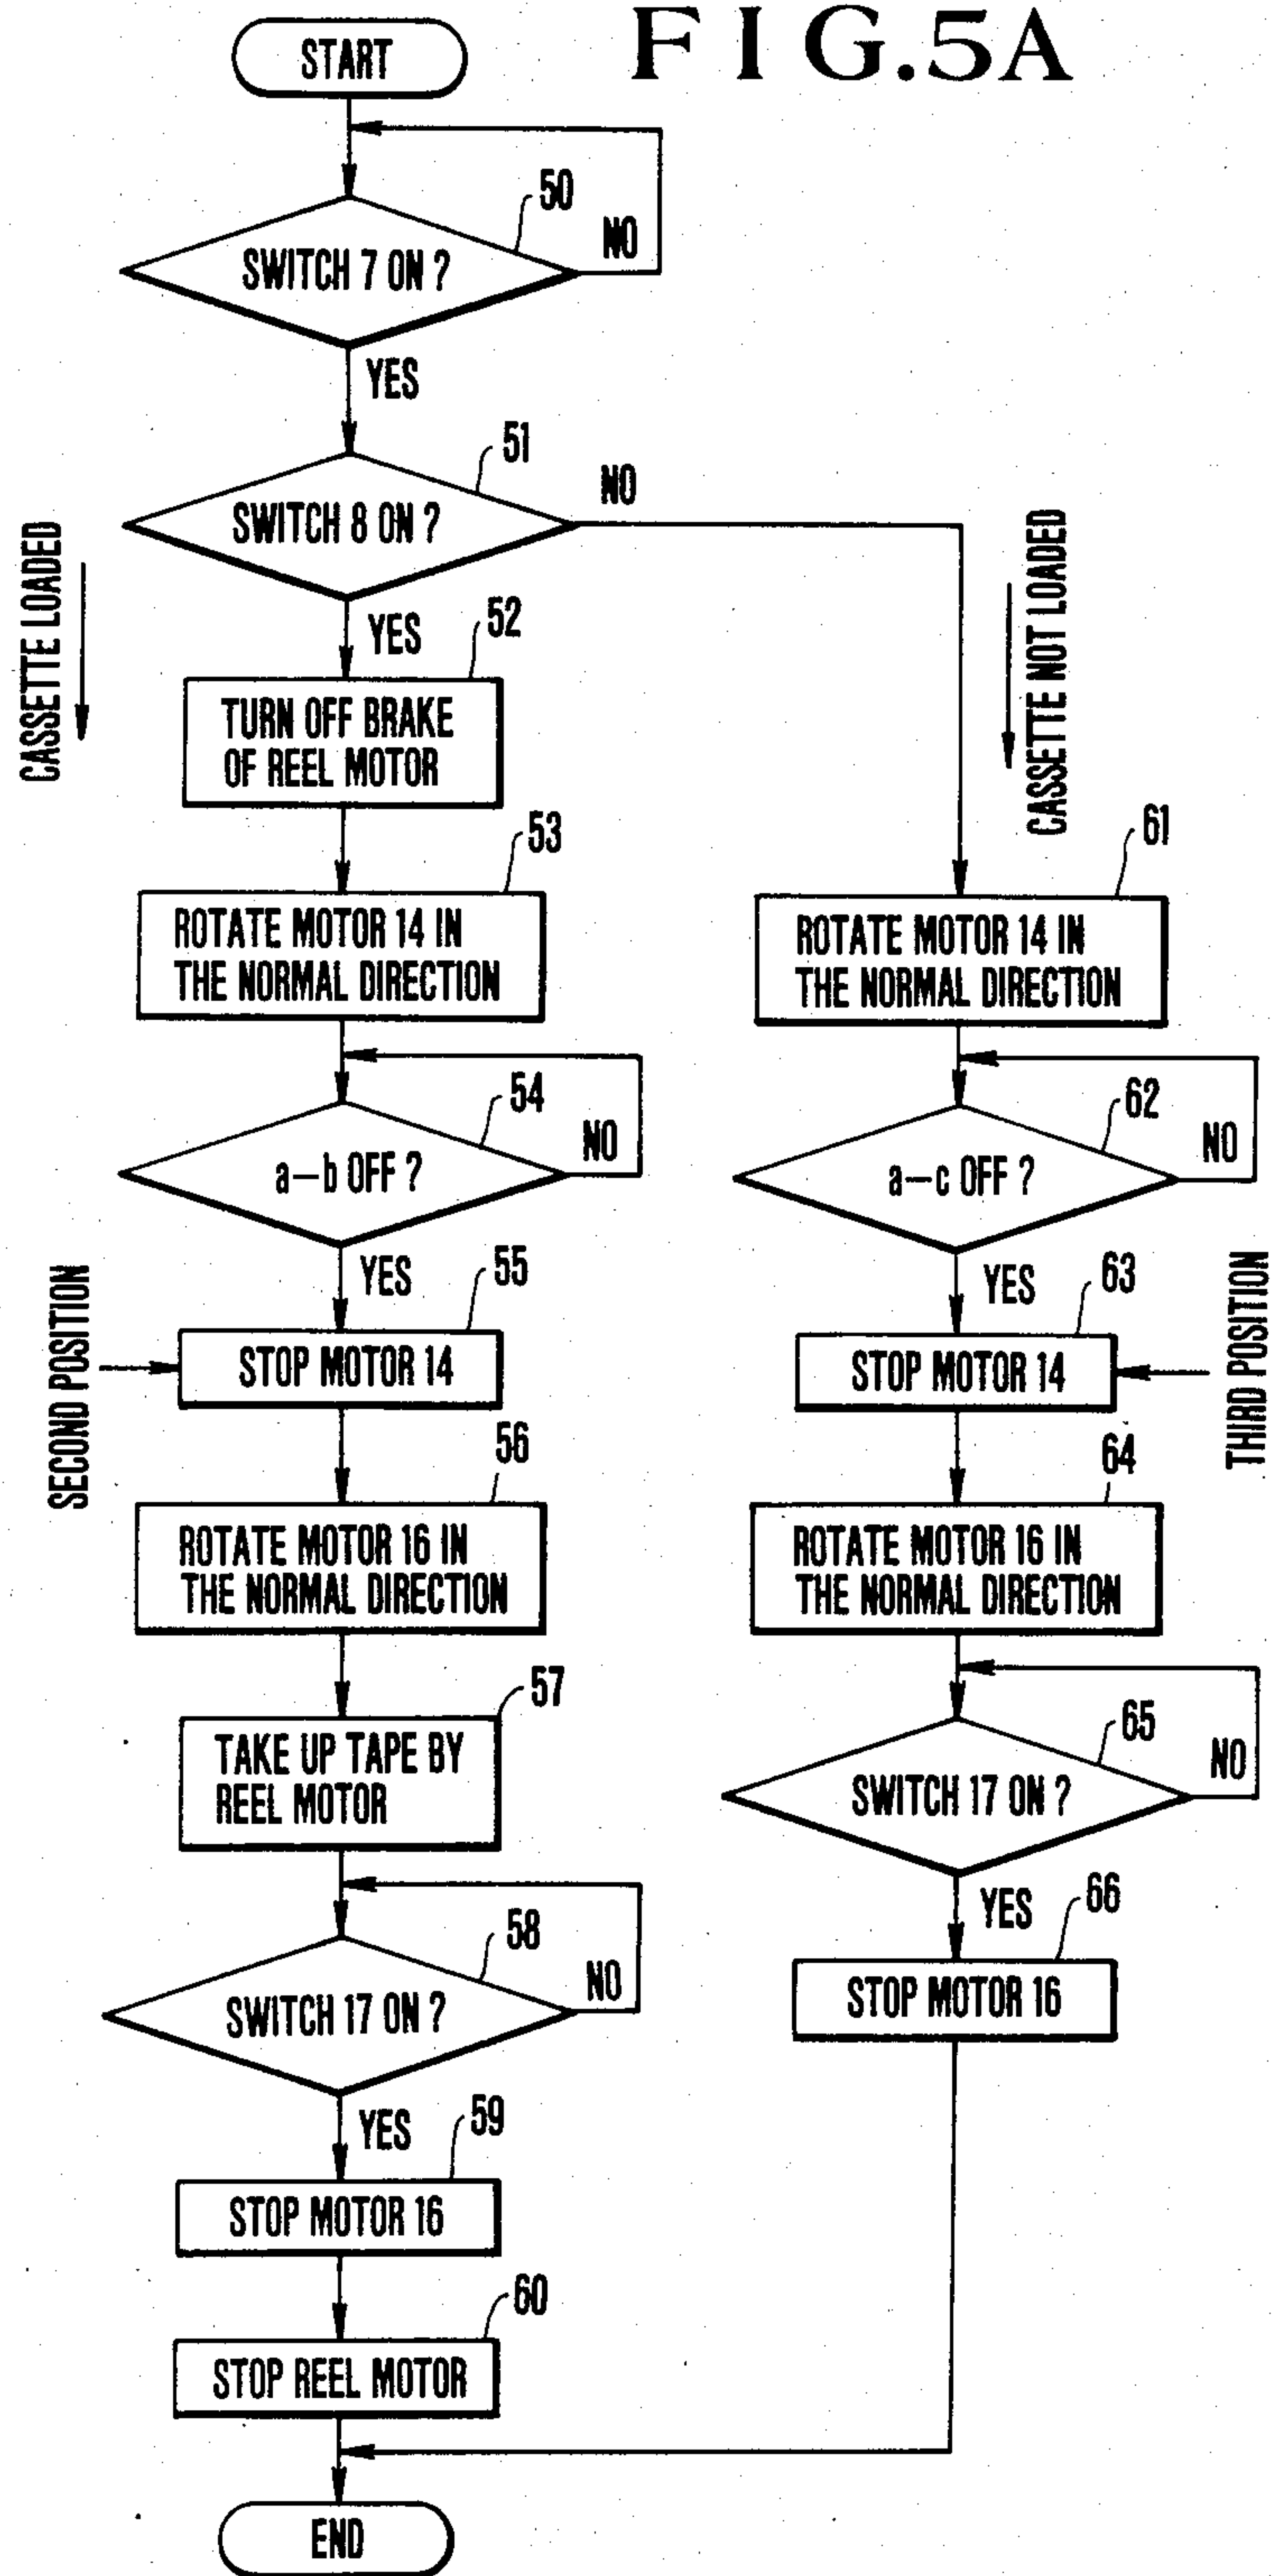 FIG.5A
START
50
NO
SWITCH 7 ON ?
YES
51
NO
SWITCH 8 ON ?
CASSETTE LOADED
CASSETTE NOT LOADED
YES
52
TURN OFF BRAKE
OF REEL MOTOR
53
ROTATE MOTOR 14 IN
THE NORMAL DIRECTION
54
NO
a–b OFF ?
YES
55
SECOND POSITION
STOP MOTOR 14
56
ROTATE MOTOR 16 IN
THE NORMAL DIRECTION
57
TAKE UP TAPE BY
REEL MOTOR
58
NO
SWITCH 17 ON ?
YES
59
STOP MOTOR 16
60
STOP REEL MOTOR
61
ROTATE MOTOR 14 IN
THE NORMAL DIRECTION
62
NO
a–c OFF ?
YES
63
THIRD POSITION
STOP MOTOR 14
64
ROTATE MOTOR 16 IN
THE NORMAL DIRECTION
65
NO
SWITCH 17 ON ?
YES
66
STOP MOTOR 16
END